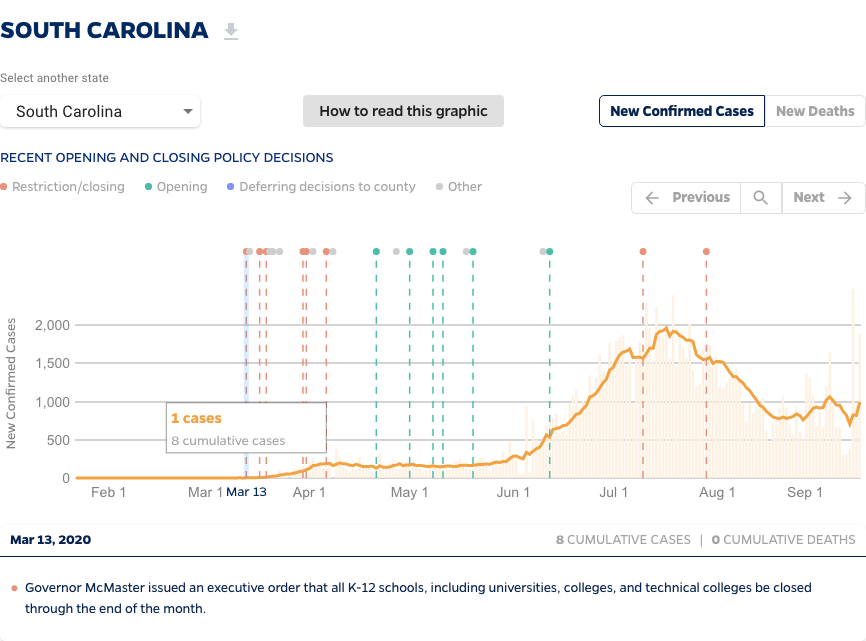 SOUTH CAROLINA
Select another state
South Carolina
How to read this graphic
New Confirmed Cases
New Deaths
RECENT OPENING AND CLOSING POLICY DECISIONS
Restriction/closing
Opening
Deferring decisions to county
Other
Previous
Next
New Confirmed Cases
2,000
1,500
1,000
500
0
1 cases
8 cumulative cases
Feb 1
Mar 1
Mar 13
Apr 1
May 1
Jun 1
Jul 1
Aug 1
Sep 1
Mar 13, 2020
8 CUMULATIVE CASES | 0 CUMULATIVE DEATHS
Governor McMaster issued an executive order that all K-12 schools, including universities, colleges, and technical colleges be closed
through the end of the month.